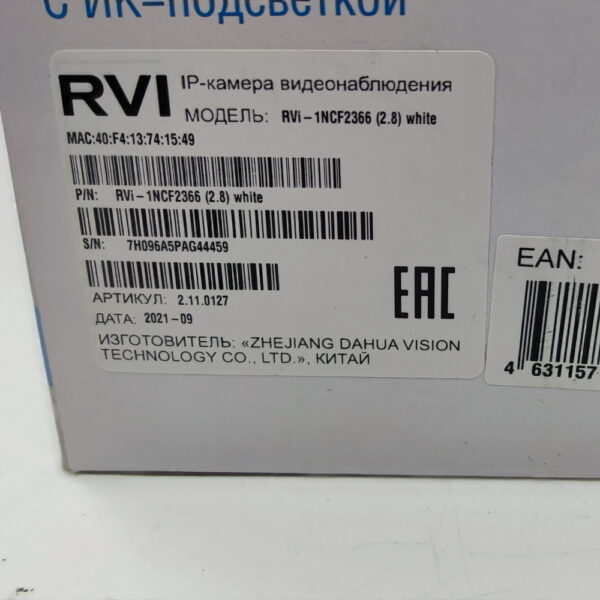 С ИК-подсветкой
RVI IP-камера видеонаблюдения
МОДЕЛЬ: RVi-1NCF2366 (2.8) white
MAC:40:F4:13:74:15:49
P/N: RVi-1NCF2366 (2.8) white
S/N: 7H096A5PAG44459
EAC
EAN:
АРТИКУЛ: 2.11.0127
ДАТА: 2021-09
ИЗГОТОВИТЕЛЬ: «ZHEJIANG DAHUA VISION
TECHNOLOGY CO., LTD.», КИТАЙ
4 631157